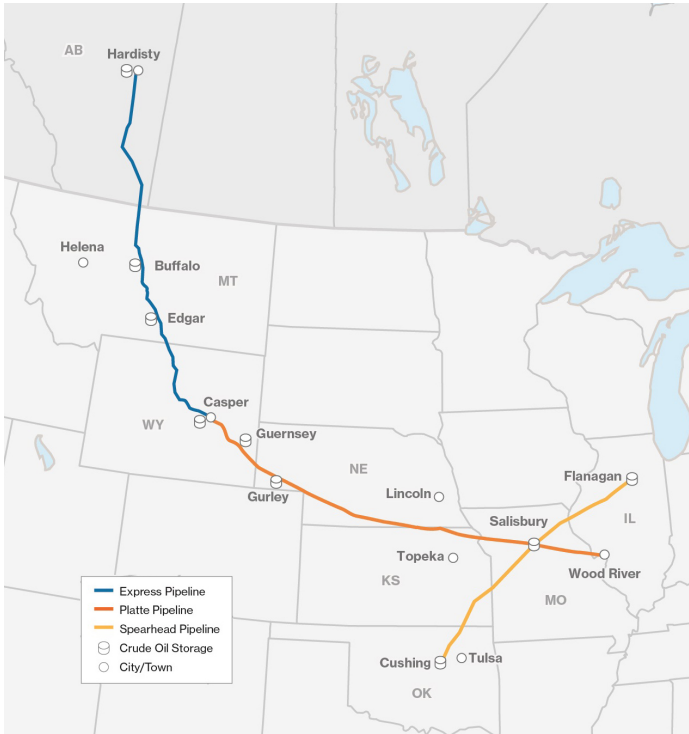 AB
Hardisty
Helena
Buffalo
MT
Edgar
Casper
WY
Guernsey
NE
Gurley
Lincoln
Flanagan
Salisbury
IL
Topeka
Wood River
KS
MO
Express Pipeline
Platte Pipeline
Spearhead Pipeline
Crude Oil Storage
City/Town
Cushing
Tulsa
OK